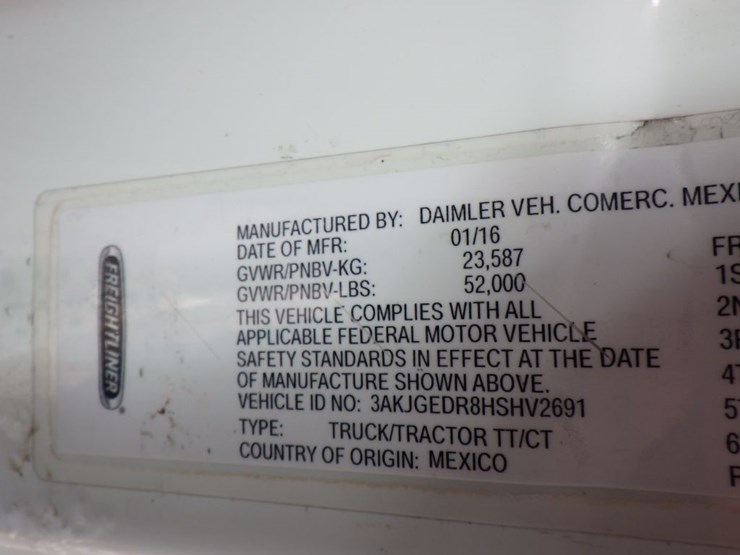 FREIGHTLINER
MANUFACTURED BY: DAIMLER VEH. COMERC.
DATE OF MFR: 01/16
GVWR/PNBV-KG: 23,587
GVWR/PNBV-LBS: 52,000
THIS VEHICLE COMPLIES WITH ALL
APPLICABLE FEDERAL MOTOR VEHICLE
SAFETY STANDARDS IN EFFECT AT THE DATE
OF MANUFACTURE SHOWN ABOVE.
VEHICLE ID NO: 3AKJGEDR8HSHV2691
TYPE: TRUCK/TRACTOR TT/CT
COUNTRY OF ORIGIN: MEXICO